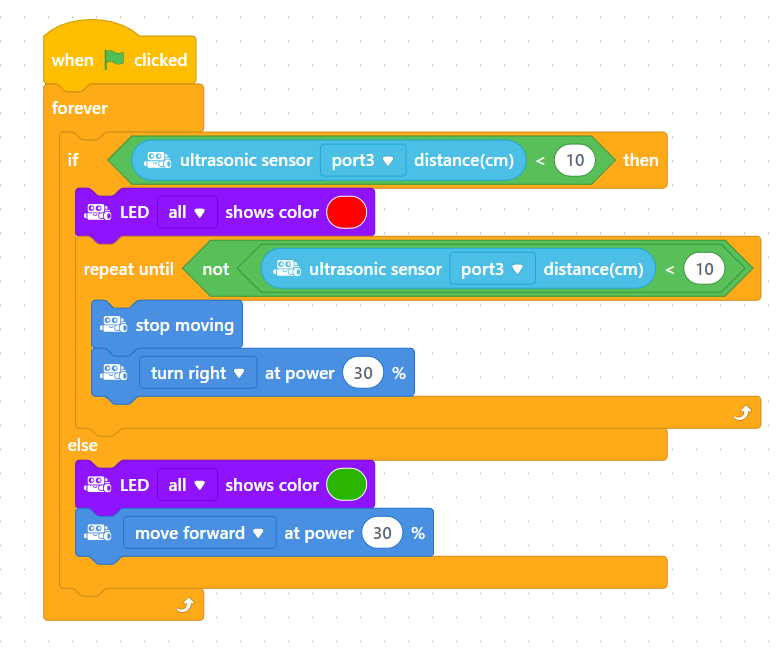 when clicked
forever
if ultrasonic sensor port3 distance(cm) < 10 then
LED all shows color
repeat until not ultrasonic sensor port3 distance(cm) < 10
stop moving
turn right at power 30 %
else
LED all shows color
move forward at power 30 %